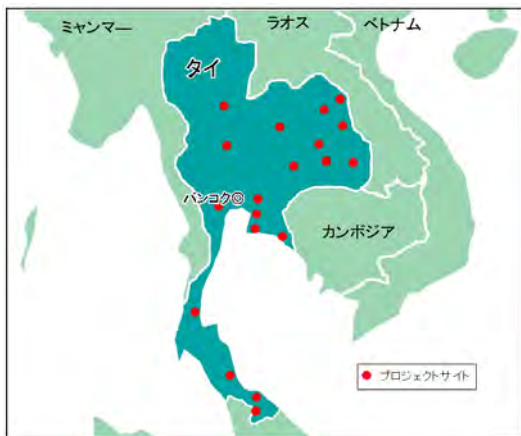 ミャンマー
ラオス
ベトナム
タイ
バンコク◎
カンボジア
プロジェクトサイト